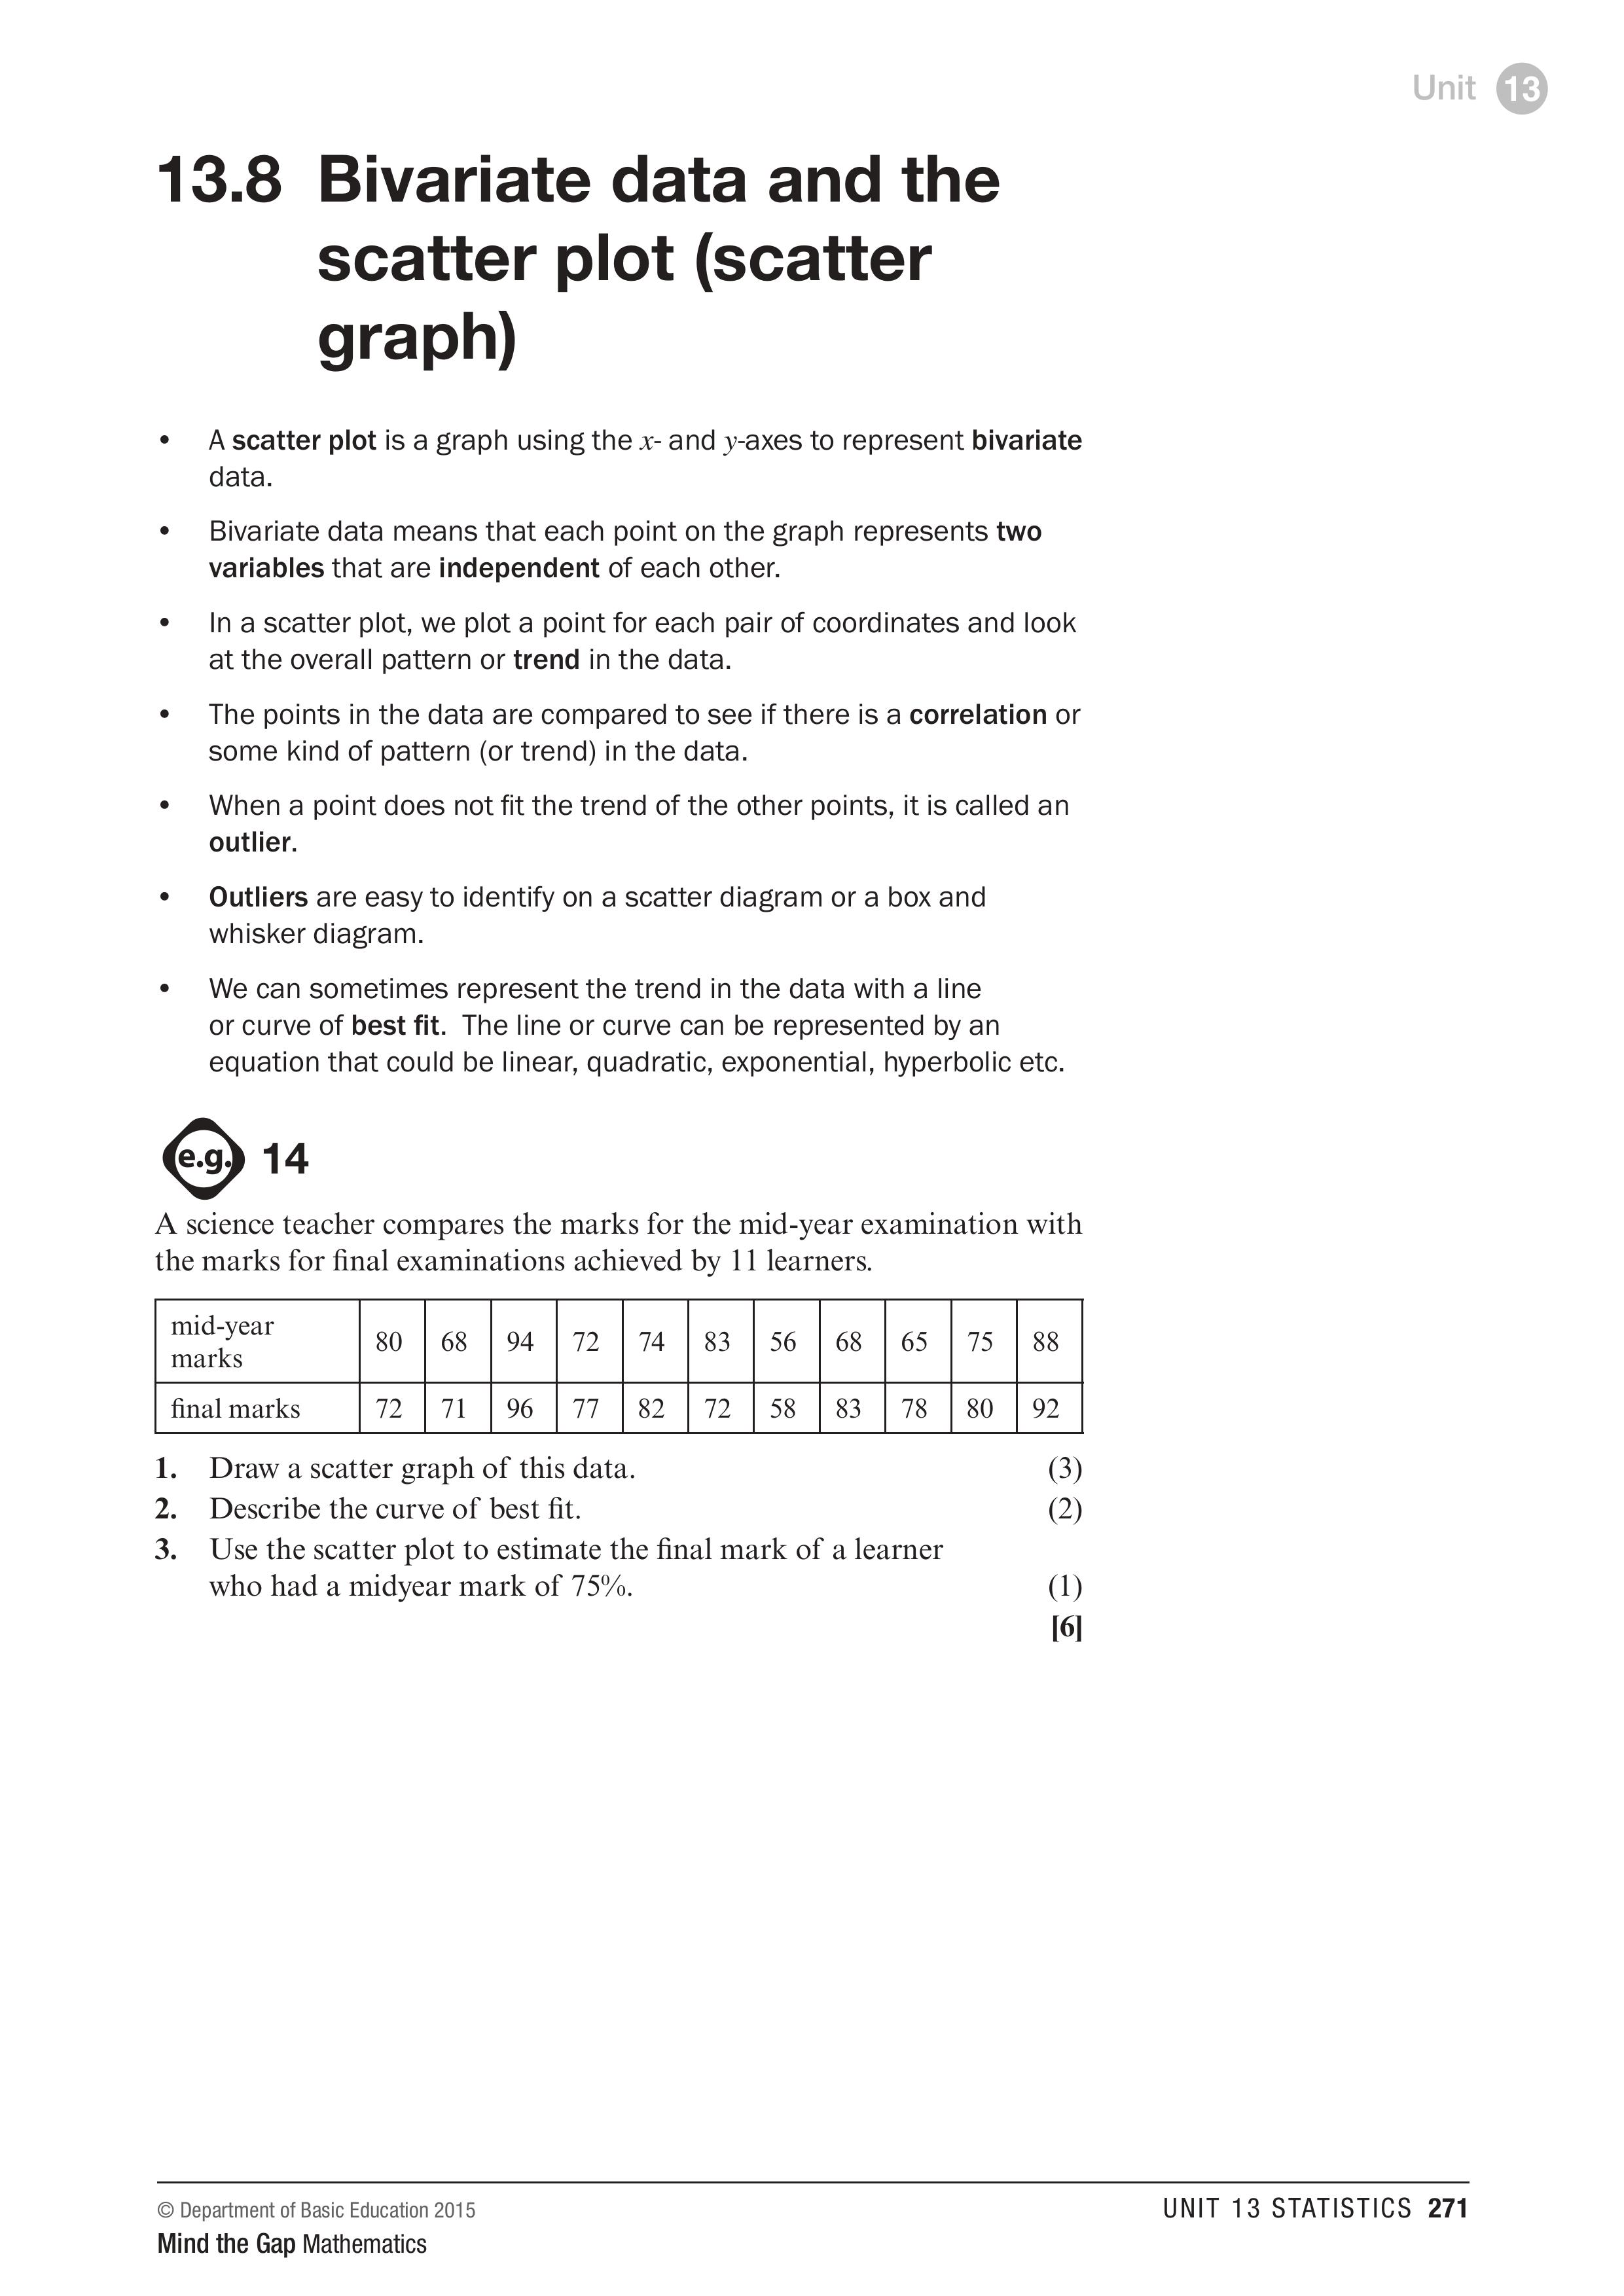 Unit 13
13.8 Bivariate data and the
scatter plot (scatter
graph)
• A scatter plot is a graph using the x- and y-axes to represent bivariate
data.
• Bivariate data means that each point on the graph represents two
variables that are independent of each other.
• In a scatter plot, we plot a point for each pair of coordinates and look
at the overall pattern or trend in the data.
• The points in the data are compared to see if there is a correlation or
some kind of pattern (or trend) in the data.
• When a point does not fit the trend of the other points, it is called an
outlier.
• Outliers are easy to identify on a scatter diagram or a box and
whisker diagram.
• We can sometimes represent the trend in the data with a line
or curve of best fit. The line or curve can be represented by an
equation that could be linear, quadratic, exponential, hyperbolic etc.
e.g. 14
A science teacher compares the marks for the mid-year examination with
the marks for final examinations achieved by 11 learners.
mid-year
marks 80 68 94 72 74 83 56 68 65 75 88
final marks 72 71 96 77 82 72 58 83 78 80 92
1. Draw a scatter graph of this data. (3)
2. Describe the curve of best fit. (2)
3. Use the scatter plot to estimate the final mark of a learner
who had a midyear mark of 75%. (1)
[6]
© Department of Basic Education 2015
UNIT 13 STATISTICS 271
Mind the Gap Mathematics